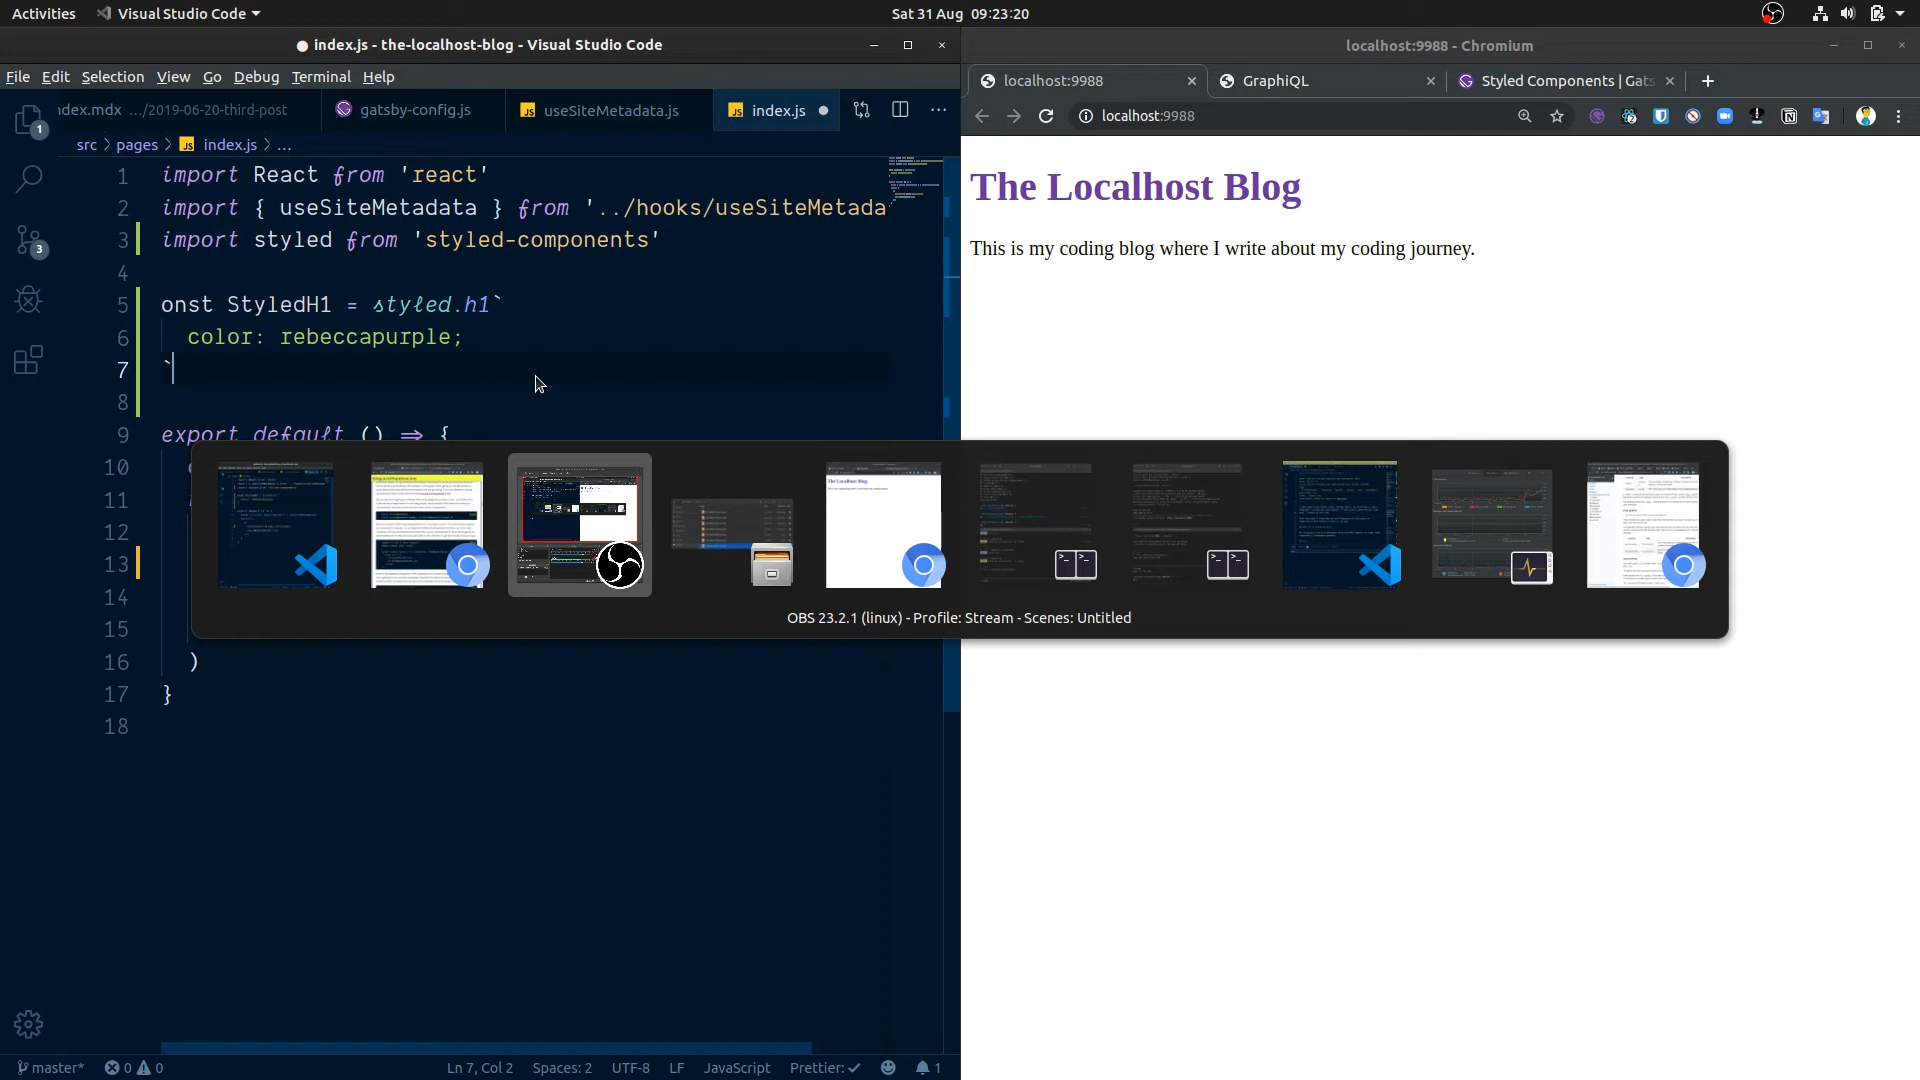 Activities
Visual Studio Code
Sat 31 Aug 09:23:20
● index.js - the-localhost-blog - Visual Studio Code
localhost:9988 - Chromium
File Edit Selection View Go Debug Terminal Help
localhost:9988
GraphiQL
Styled Components | Gats
ndex.mdx .../2019-06-20-third-post
gatsby-config.js
JS useSiteMetadata.js
JS index.js
localhost:9988
src > pages > JS index.js > ...
The Localhost Blog
This is my coding blog where I write about my coding journey.
1
3
1 import React from 'react'
2 import { useSiteMetadata } from '../hooks/useSiteMetada
3 import styled from 'styled-components'
4
5 onst StyledH1 = styled.h1`
6 color: rebeccapurple;
7 `
8
9 export default () ⇒ {
10
11
12
13
14
15
16 )
17 }
18
OBS 23.2.1 (linux) - Profile: Stream - Scenes: Untitled
master*
0
0
Ln 7, Col 2
Spaces: 2
UTF-8
LF
JavaScript
Prettier: ✓
1